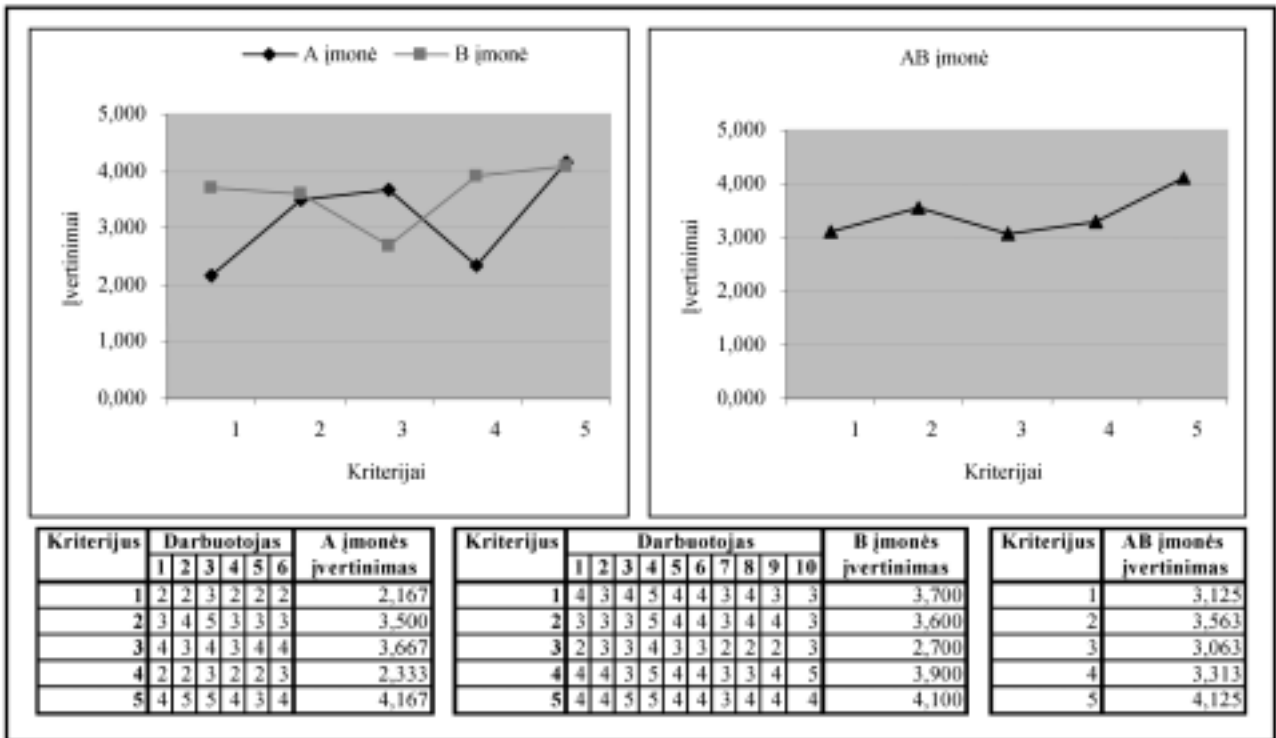 A įmonė B įmonė
5,000
4,000
3,000
2,000
1,000
0,000
Įvertinimai
1 2 3 4 5
Kriterijai
AB įmonė
5,000
4,000
3,000
2,000
1,000
0,000
Įvertinimai
1 2 3 4 5
Kriterijai
Kriterijus Darbuotojas A įmonės įvertinimas
1 2 3 4 5 6
1 2 2 3 2 2 2 2,167
2 3 4 5 3 3 3 3,500
3 4 3 4 3 4 4 3,667
4 2 2 3 2 2 3 2,333
5 4 5 5 4 3 4 4,167
Kriterijus Darbuotojas B įmonės įvertinimas
1 2 3 4 5 6 7 8 9 10
1 4 3 4 5 4 4 3 4 3 3 3,700
2 3 3 3 5 4 4 3 4 4 3 3,600
3 2 3 3 4 3 3 2 2 2 3 2,700
4 4 4 3 5 4 4 3 3 4 5 3,900
5 4 4 5 5 4 4 3 4 4 4 4,100
Kriterijus AB įmonės įvertinimas
1 3,125
2 3,563
3 3,063
4 3,313
5 4,125